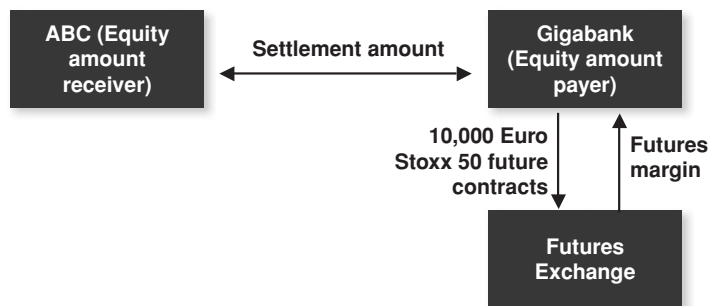 ABC (Equity
amount
receiver)
Settlement amount
Gigabank
(Equity amount
payer)
10,000 Euro
Stoxx 50 future
contracts
Futures
margin
Futures
Exchange